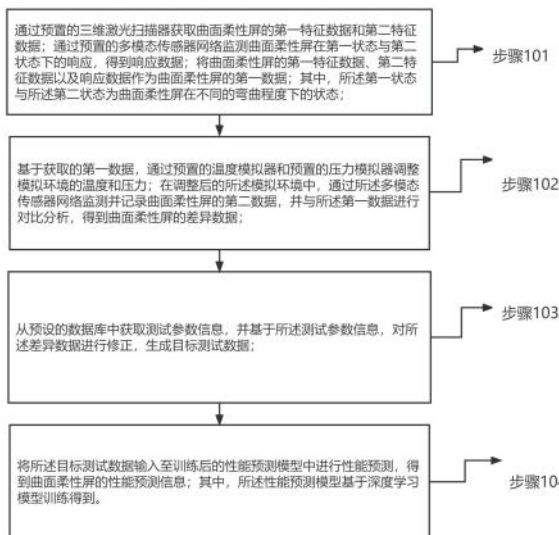 通过预置的三维激光扫描器获取曲面柔性屏的第一特征数据和第二特征
数据；通过预置的多模态传感器网络监测曲面柔性屏在第一状态与第二
状态下的响应，得到响应数据；将曲面柔性屏的第一特征数据、第二特
征数据以及响应数据作为曲面柔性屏的第一数据；其中，所述第一状态
与所述第二状态为曲面柔性屏在不同的弯曲程度下的状态；
步骤101
基于获取的第一数据，通过预置的温度模拟器和预置的压力模拟器调整
模拟环境的温度和压力；在调整后的所述模拟环境中，通过所述多模态
传感器网络监测并记录曲面柔性屏的第二数据，并与所述第一数据进行
对比分析，得到曲面柔性屏的差异数据；
步骤102
从预设的数据库中获取测试参数信息，并基于所述测试参数信息，对所
述差异数据进行修正，生成目标测试数据；
步骤103
将所述目标测试数据输入至训练后的性能预测模型中进行性能预测，得
到曲面柔性屏的性能预测信息；其中，所述性能预测模型基于深度学习
模型训练得到。
步骤104